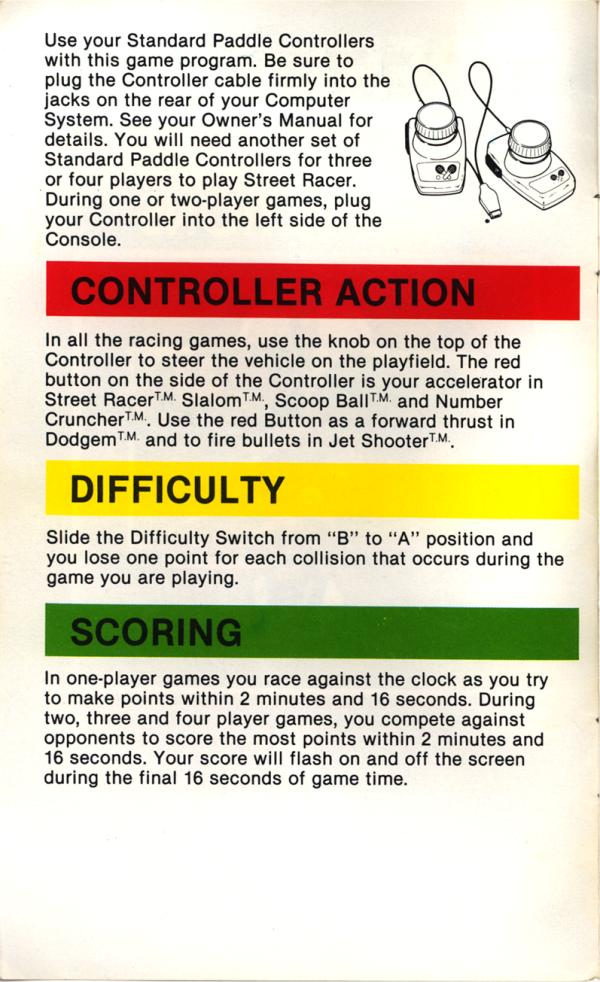 Use your Standard Paddle Controllers
with this game program. Be sure to
plug the Controller cable firmly into the
jacks on the rear of your Computer
System. See your Owner's Manual for
details. You will need another set of
Standard Paddle Controllers for three
or four players to play Street Racer.
During one or two-player games, plug
your Controller into the left side of the
Console.
CONTROLLER ACTION
In all the racing games, use the knob on the top of the
Controller to steer the vehicle on the playfield. The red
button on the side of the Controller is your accelerator in
Street RacerT.M. SlalomT.M., Scoop BallT.M. and Number
CruncherT.M.. Use the red Button as a forward thrust in
DodgemT.M. and to fire bullets in Jet ShooterT.M..
DIFFICULTY
Slide the Difficulty Switch from “B” to “A” position and
you lose one point for each collision that occurs during the
game you are playing.
SCORING
In one-player games you race against the clock as you try
to make points within 2 minutes and 16 seconds. During
two, three and four player games, you compete against
opponents to score the most points within 2 minutes and
16 seconds. Your score will flash on and off the screen
during the final 16 seconds of game time.